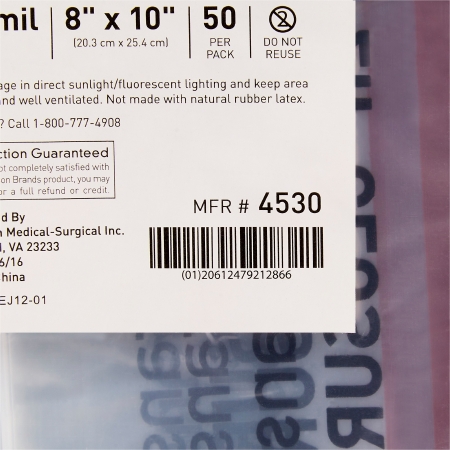 mil 8" x 10" 50
(20.3 cm x 25.4 cm) PER PACK DO NOT REUSE
age in direct sunlight/fluorescent lighting and keep area
nd well ventilated. Not made with natural rubber latex.
? Call 1-800-777-4908
ction Guaranteed
ot completely satisfied with
on Brands product, you may
or a full refund or credit.
d By
n Medical-Surgical Inc.
, VA 23233
6/16
hina
EJ12-01
MFR # 4530
(01)20612479212866